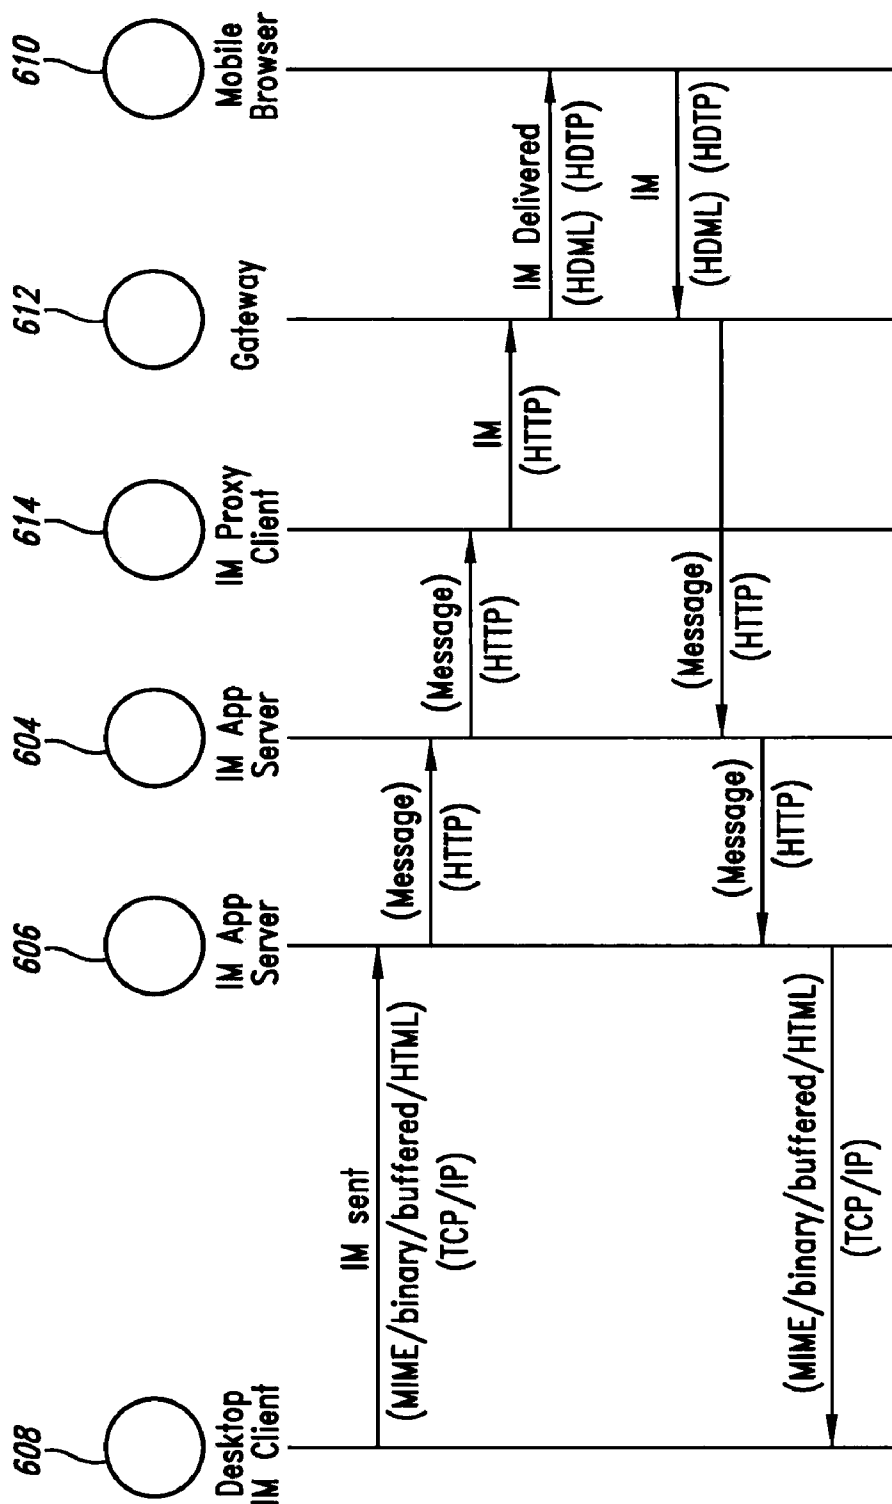 608
606
604
614
612
610
Desktop
IM Client
IM App
Server
IM App
Server
IM Proxy
Client
Gateway
Mobile
Browser
IM sent
(MIME/binary/buffered/HTML)
(TCP/IP)
(Message)
(HTTP)
(Message)
(HTTP)
IM
(HTTP)
IM Delivered
(HDML) (HDTP)
IM
(HDML) (HDTP)
(Message)
(HTTP)
(Message)
(HTTP)
(MIME/binary/buffered/HTML)
(TCP/IP)